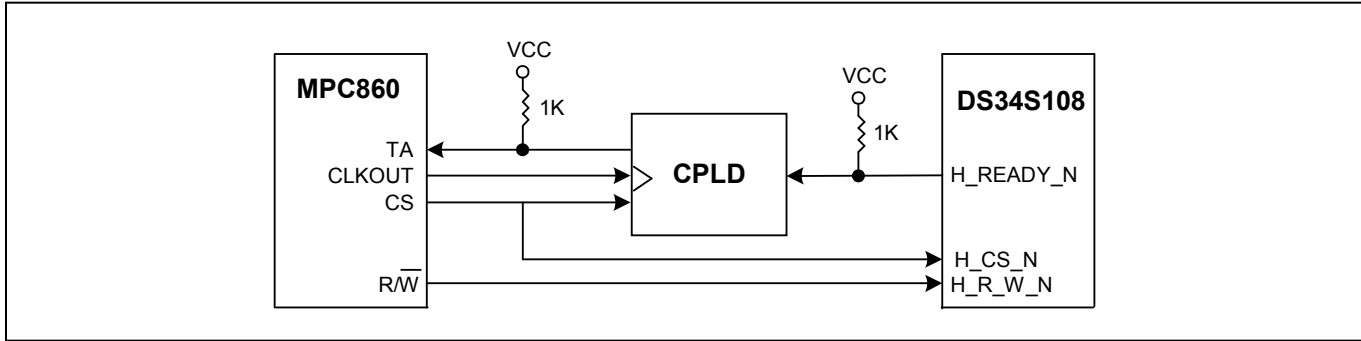 VCC
MPC860
VCC
DS34S108
1K
1K
TA
CPLD
CLKOUT
H_READY_N
CS
H_CS_N
R/W̅
H_R_W_N